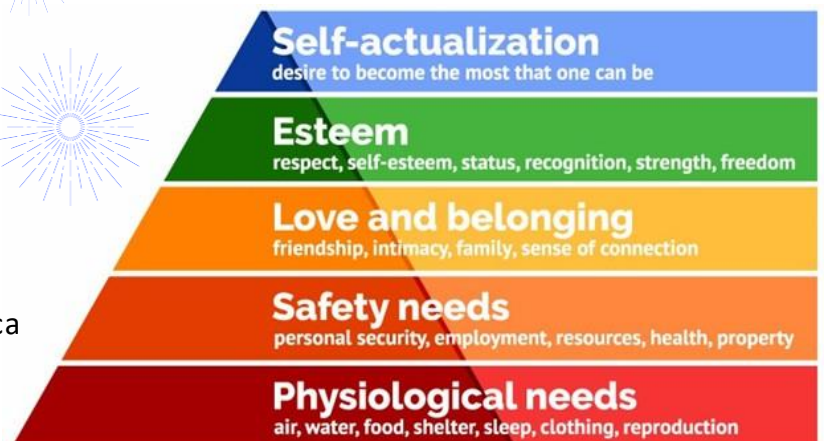 Self-actualization
desire to become the most that one can be
Esteem
respect, self-esteem, status, recognition, strength, freedom
Love and belonging
friendship, intimacy, family, sense of connection
ca
Safety needs
personal security, employment, resources, health, property
Physiological needs
air, water, food, shelter, sleep, clothing, reproduction